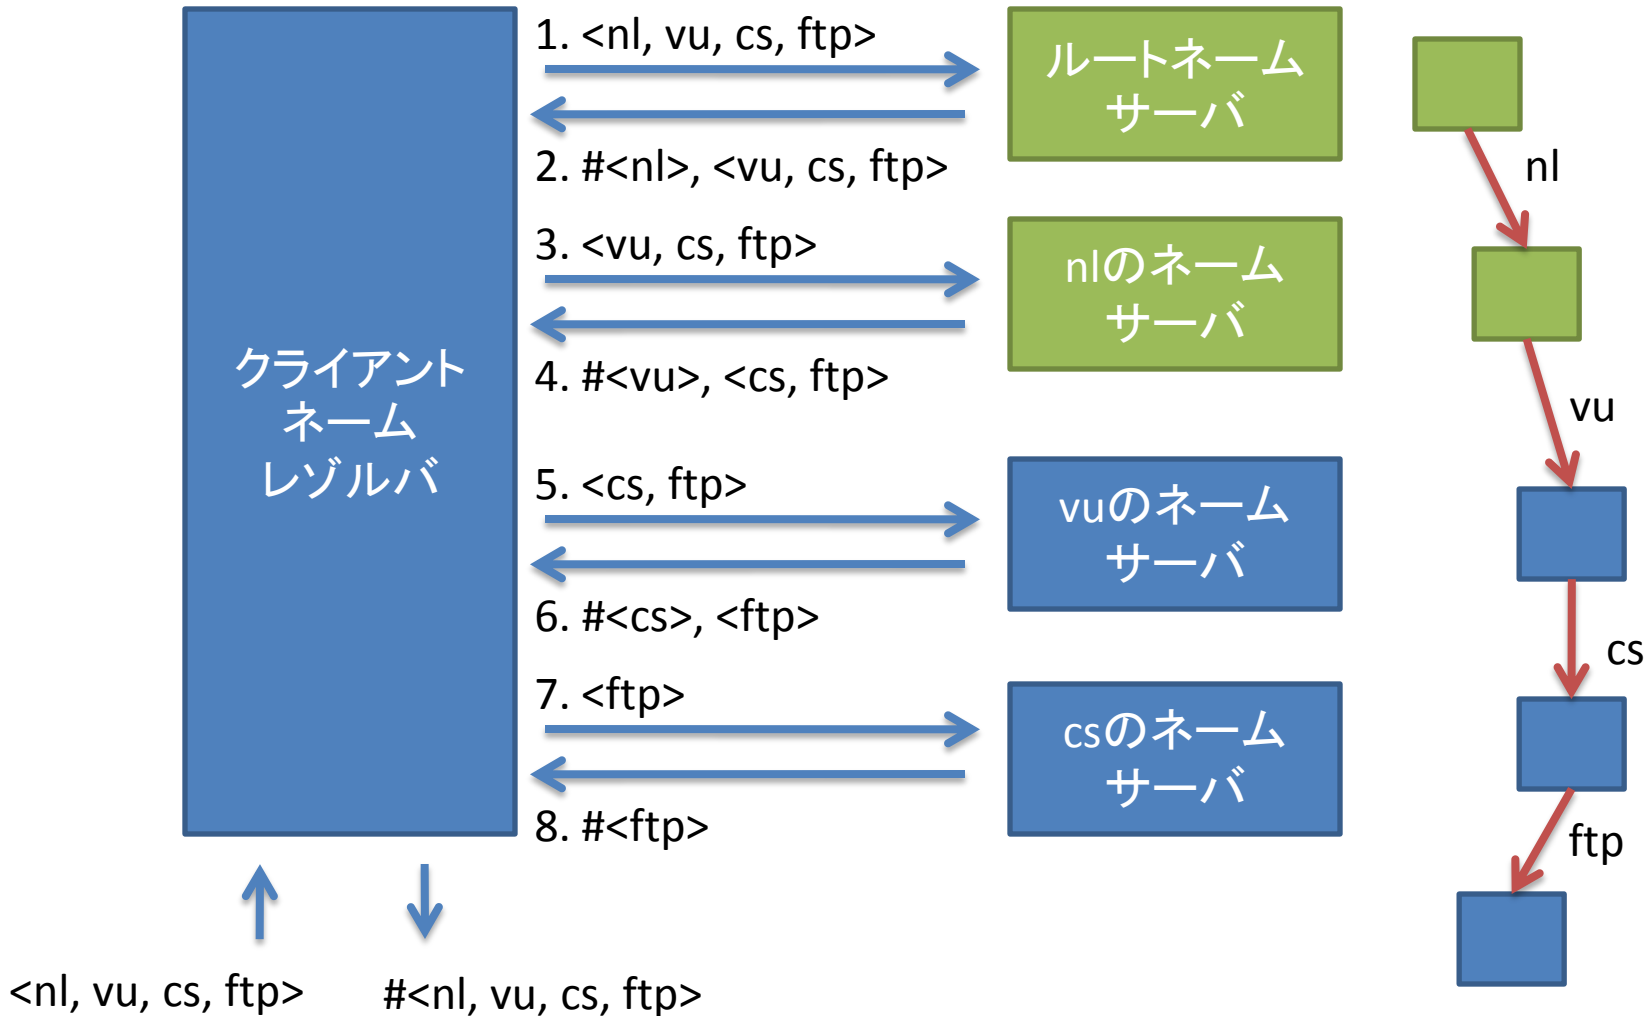 1. <nl, vu, cs, ftp>
ルートネーム
サーバ
2. #<nl>, <vu, cs, ftp>
nl
3. <vu, cs, ftp>
nlのネーム
サーバ
クライアント
ネーム
レゾルバ
4. #<vu>, <cs, ftp>
vu
5. <cs, ftp>
vuのネーム
サーバ
6. #<cs>, <ftp>
cs
7. <ftp>
csのネーム
サーバ
8. #<ftp>
ftp
<nl, vu, cs, ftp>
#<nl, vu, cs, ftp>